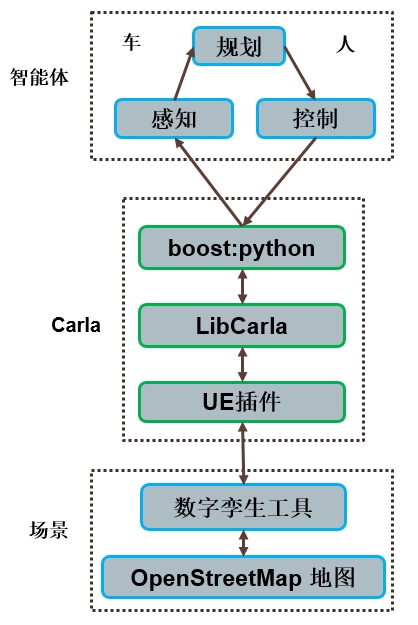 车
规划
人
智能体
感知
控制
boost:python
Carla
LibCarla
UE插件
数字孪生工具
场景
OpenStreetMap 地图